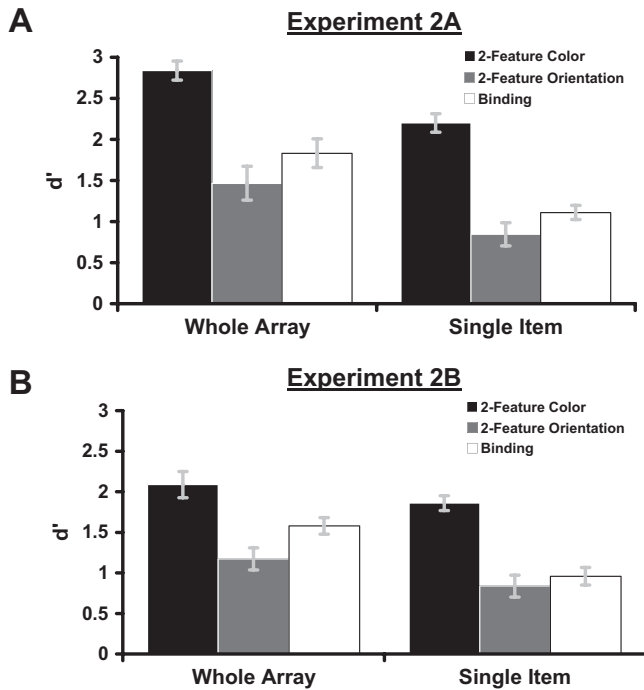 A
Experiment 2A
3
2.5
2
1.5
1
0.5
0
d'
2-Feature Color
2-Feature Orientation
Binding
Whole Array
Single Item
B
Experiment 2B
3
2.5
2
1.5
1
0.5
0
d'
2-Feature Color
2-Feature Orientation
Binding
Whole Array
Single Item